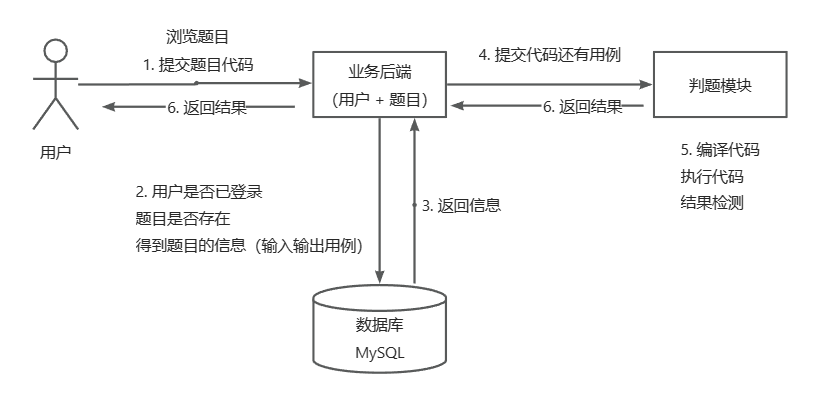 浏览题目
1. 提交题目代码
6. 返回结果
用户
业务后端
（用户 + 题目）
4. 提交代码还有用例
6. 返回结果
判题模块
5. 编译代码
执行代码
结果检测
2. 用户是否已登录
题目是否存在
得到题目的信息（输入输出用例）
3. 返回信息
数据库
MySQL